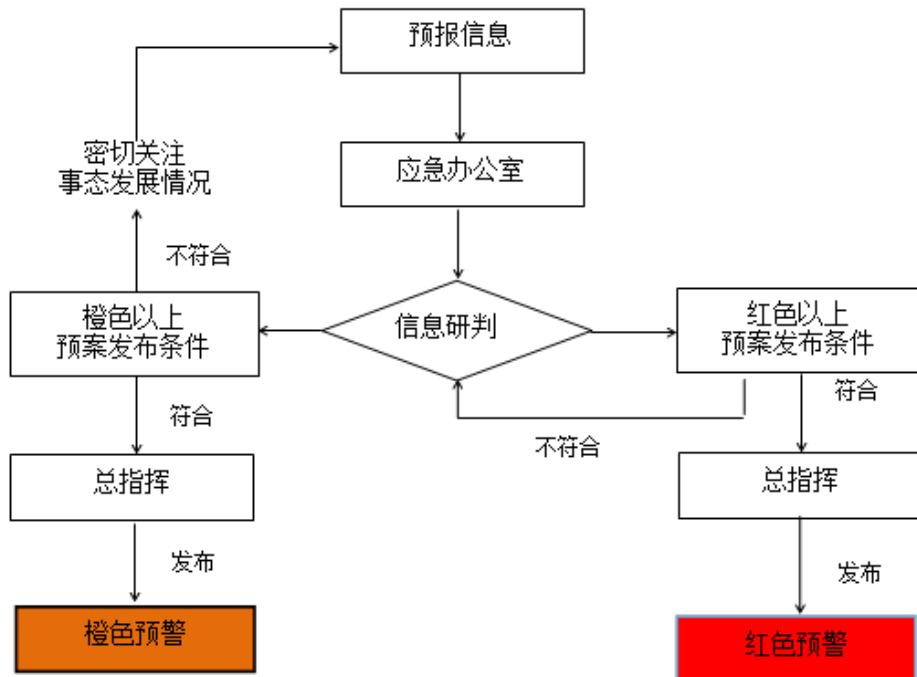 预报信息
密切关注
事态发展情况
应急办公室
不符合
橙色以上
预案发布条件
信息研判
红色以上
预案发布条件
符合
不符合
符合
总指挥
总指挥
发布
发布
橙色预警
红色预警